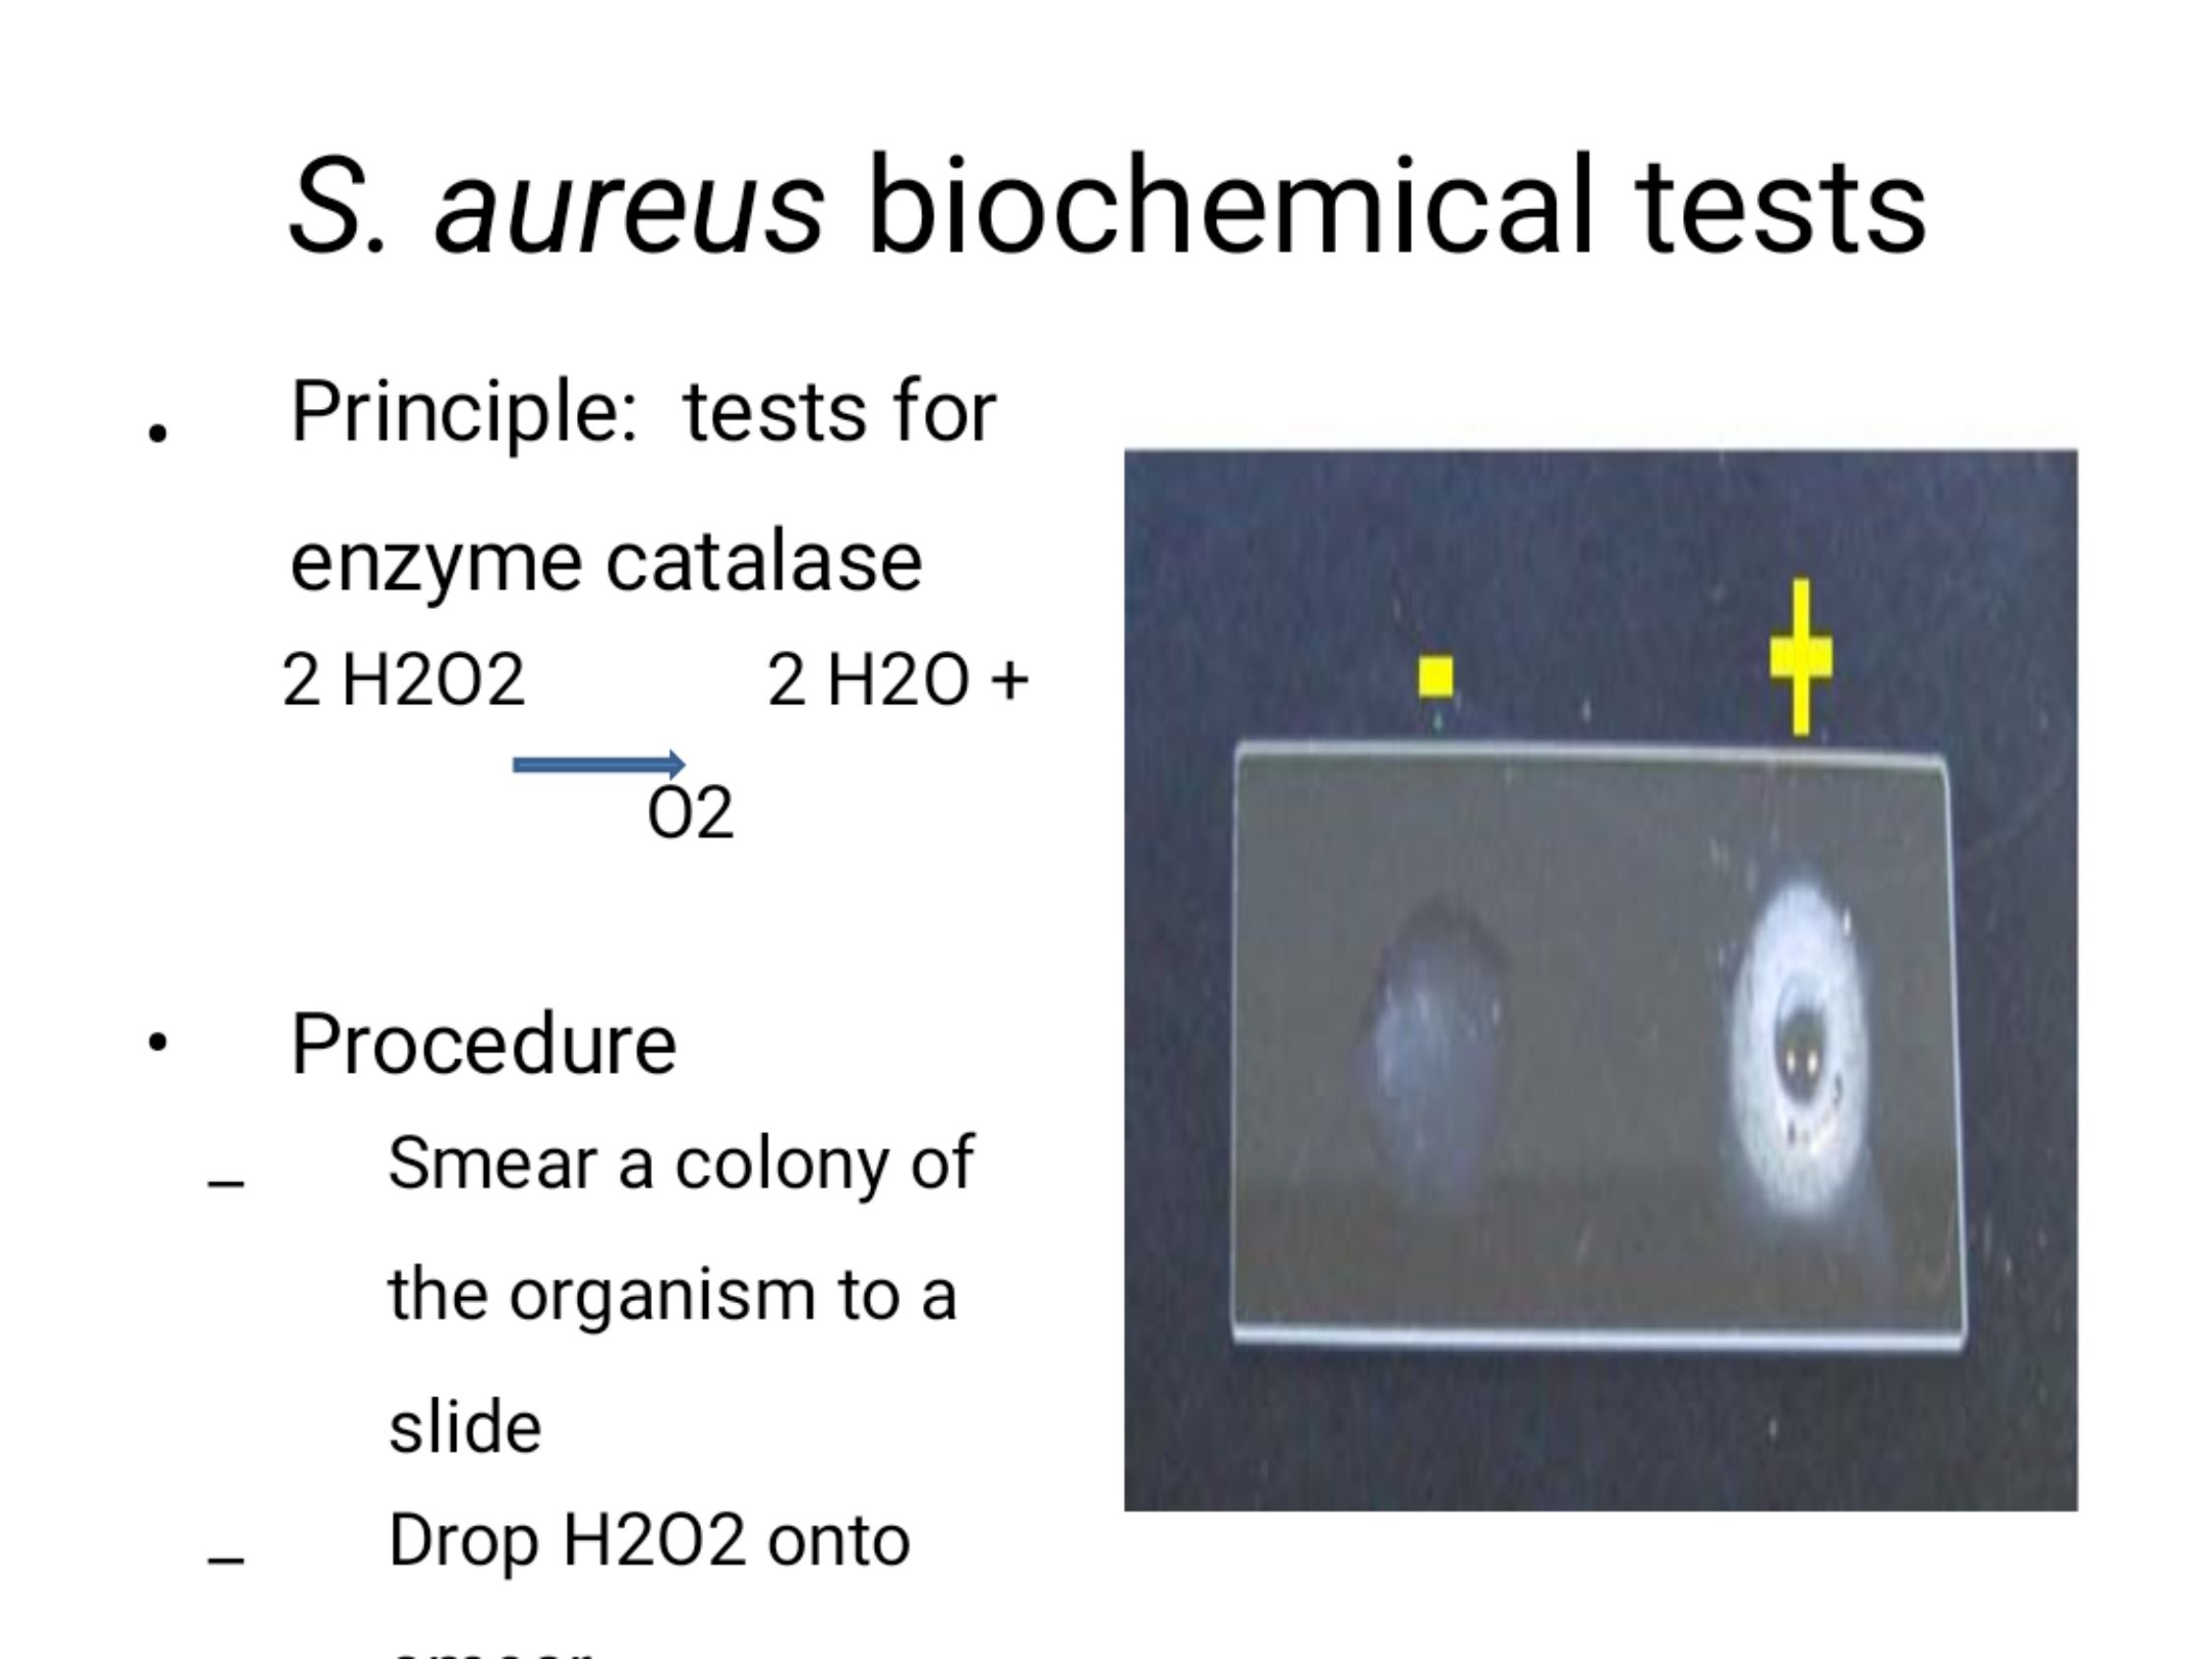 S. aureus biochemical tests
• Principle: tests for
enzyme catalase
2 H2O2 2 H2O +
O2
• Procedure
– Smear a colony of
the organism to a
slide
– Drop H2O2 onto
- +